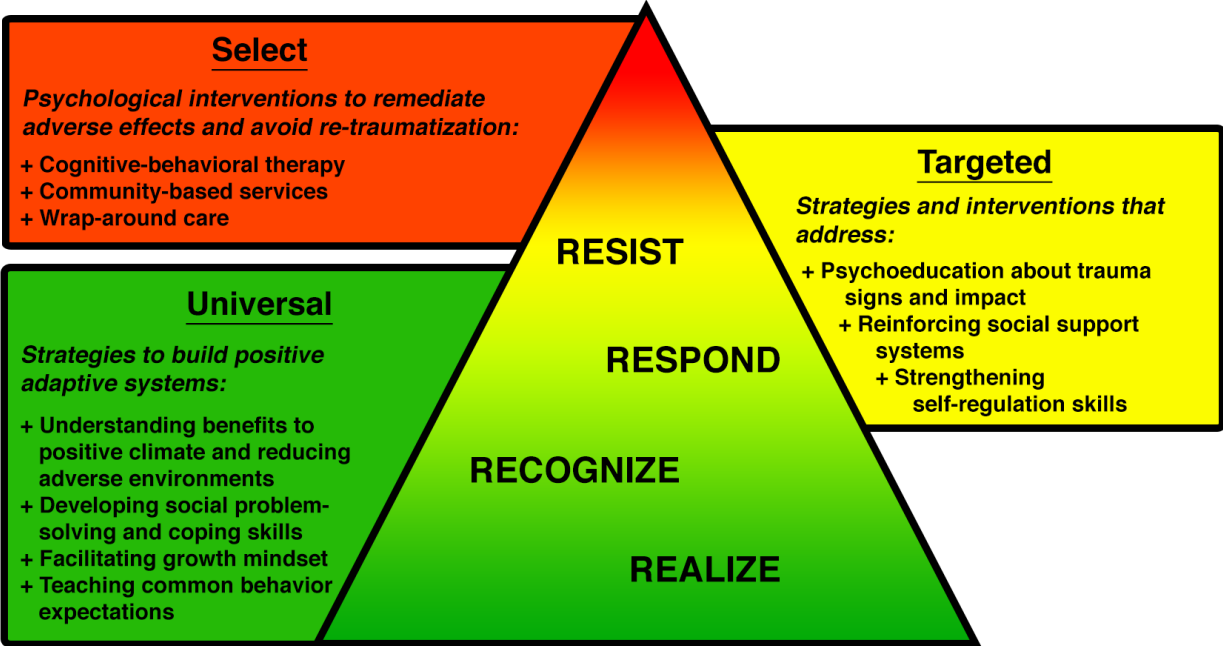 Select
Psychological interventions to remediate
adverse effects and avoid re-traumatization:
+ Cognitive-behavioral therapy
+ Community-based services
+ Wrap-around care
Universal
Strategies to build positive
adaptive systems:
+ Understanding benefits to
positive climate and reducing
adverse environments
+ Developing social problem-
solving and coping skills
+ Facilitating growth mindset
+ Teaching common behavior
expectations
RESIST
RESPOND
RECOGNIZE
REALIZE
Targeted
Strategies and interventions that
address:
+ Psychoeducation about trauma
signs and impact
+ Reinforcing social support
systems
+ Strengthening
self-regulation skills